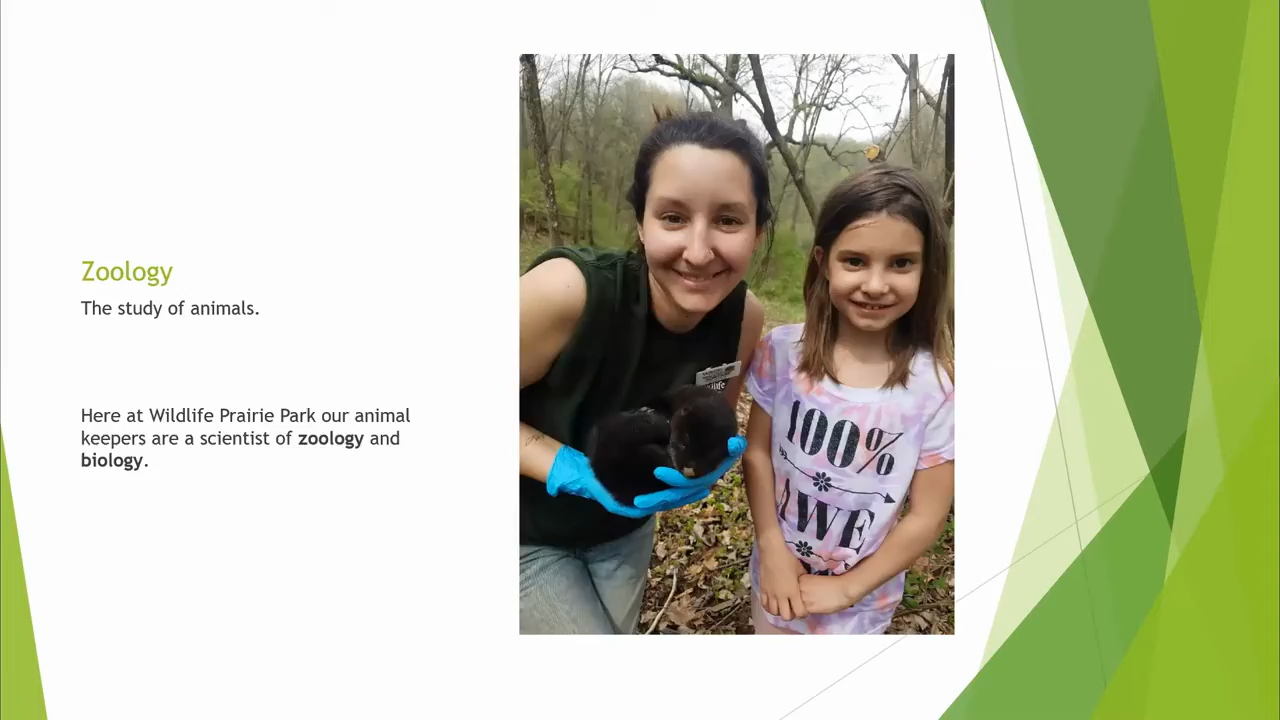 Zoology
The study of animals.
Here at Wildlife Prairie Park our animal
keepers are a scientist of zoology and
biology.
100%
AWE